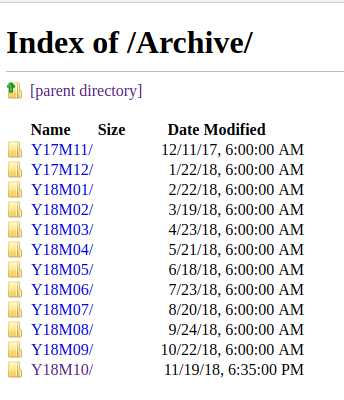 Index of /Archive/
[parent directory]
Name Size Date Modified
Y17M11/ 12/11/17, 6:00:00 AM
Y17M12/ 1/22/18, 6:00:00 AM
Y18M01/ 2/22/18, 6:00:00 AM
Y18M02/ 3/19/18, 6:00:00 AM
Y18M03/ 4/23/18, 6:00:00 AM
Y18M04/ 5/21/18, 6:00:00 AM
Y18M05/ 6/18/18, 6:00:00 AM
Y18M06/ 7/23/18, 6:00:00 AM
Y18M07/ 8/20/18, 6:00:00 AM
Y18M08/ 9/24/18, 6:00:00 AM
Y18M09/ 10/22/18, 6:00:00 AM
Y18M10/ 11/19/18, 6:35:00 PM